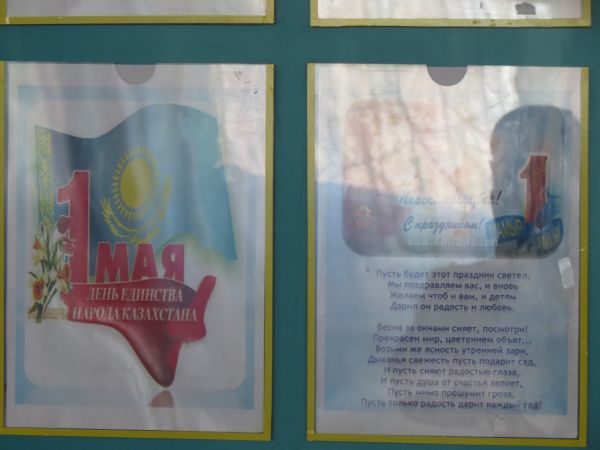 1 МАЯ
ДЕНЬ ЕДИНСТВА
НАРОДА КАЗАХСТАНА
С праздником!
1
Пусть будет этот праздник светел.
Мы поздравляем вас, и вновь
Желаем чтоб и вам, и детям
Дарил он радость и любовь.
Весна за окнами сияет, посмотри!
Прекрасен мир, цветением объят...
Возьми же ясность утренней зари,
Дыханья свежесть пусть подарит сад,
И пусть сияют радостью глаза,
И пусть душа от счастья запоет,
Пусть мимо прошумит гроза,
Пусть только радость дарит каждый год!